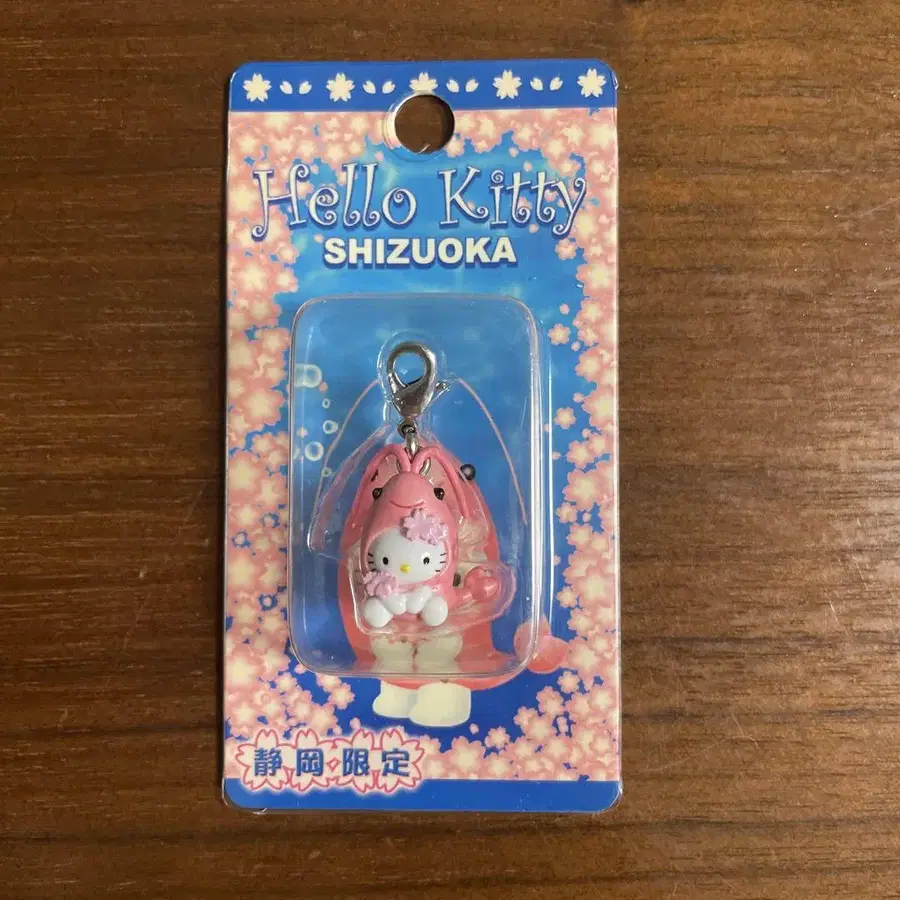 Hello Kitty
SHIZUOKA
静岡限定